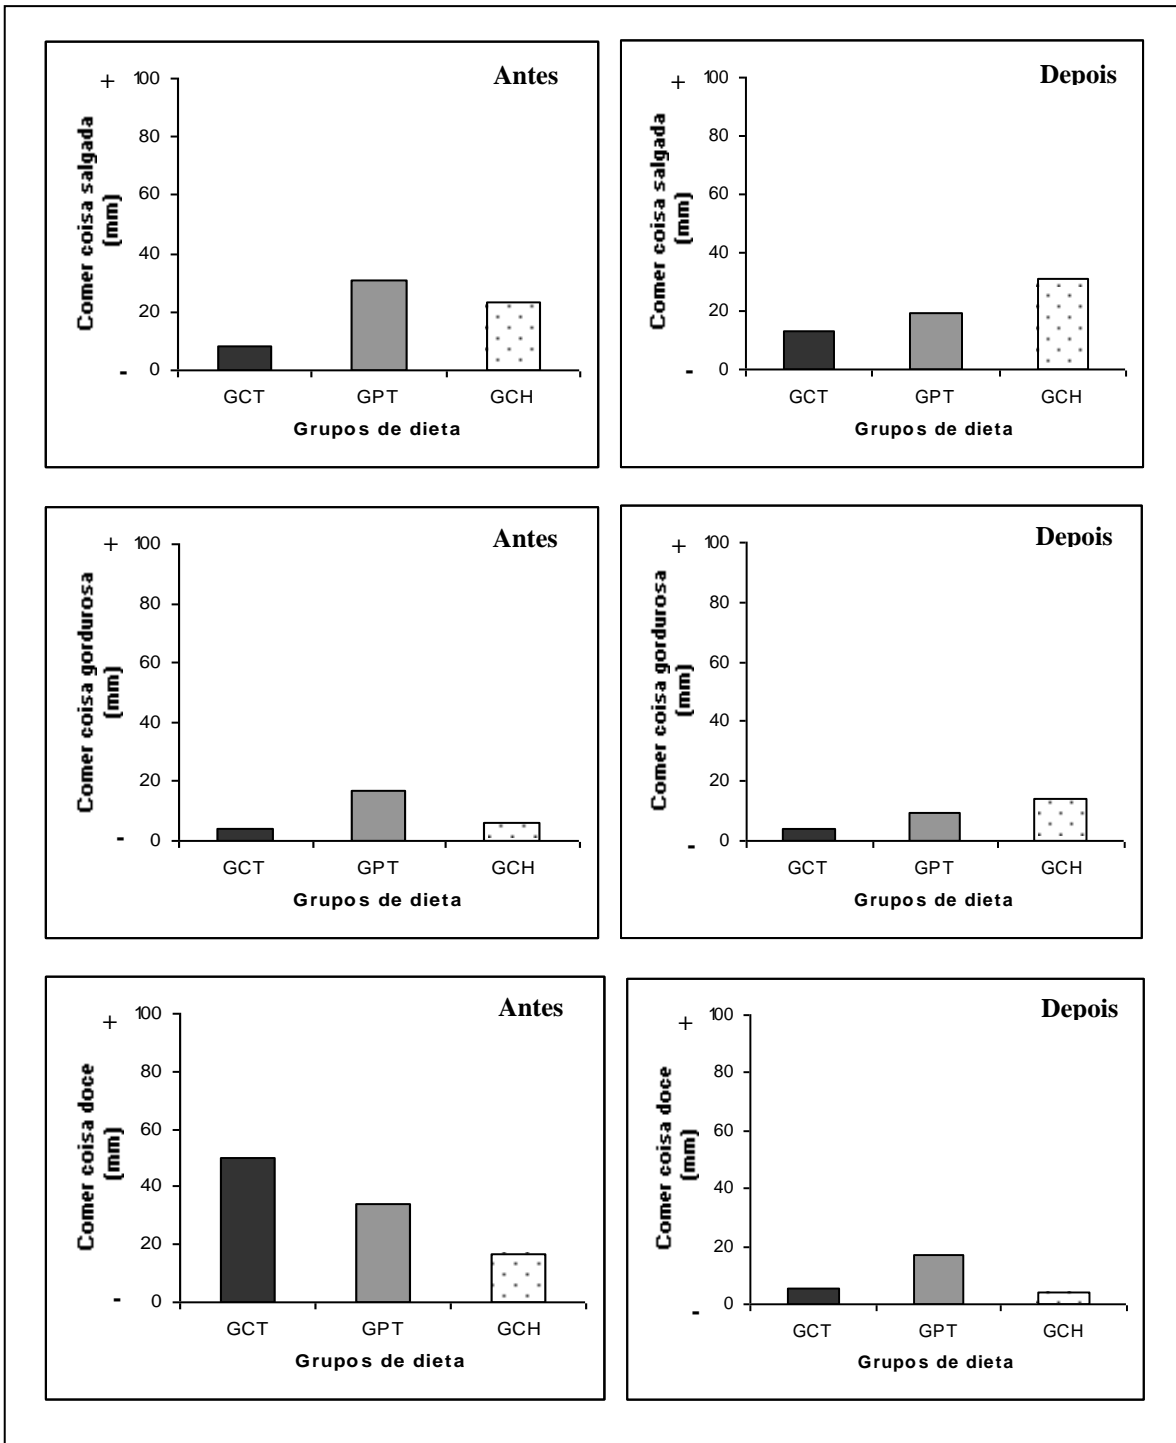 Antes
+
100
80
60
40
20
0
-
Comer coisa salgada
(mm)
GCT GPT GCH
Grupos de dieta
Depois
+
100
80
60
40
20
0
-
Comer coisa salgada
(mm)
GCT GPT GCH
Grupos de dieta
Antes
+
100
80
60
40
20
0
-
Comer coisa gordurosa
(mm)
GCT GPT GCH
Grupos de dieta
Depois
+
100
80
60
40
20
0
-
Comer coisa gordurosa
(mm)
GCT GPT GCH
Grupos de dieta
Antes
+
100
80
60
40
20
0
-
Comer coisa doce
(mm)
GCT GPT GCH
Grupos de dieta
Depois
+
100
80
60
40
20
0
-
Comer coisa doce
(mm)
GCT GPT GCH
Grupos de dieta